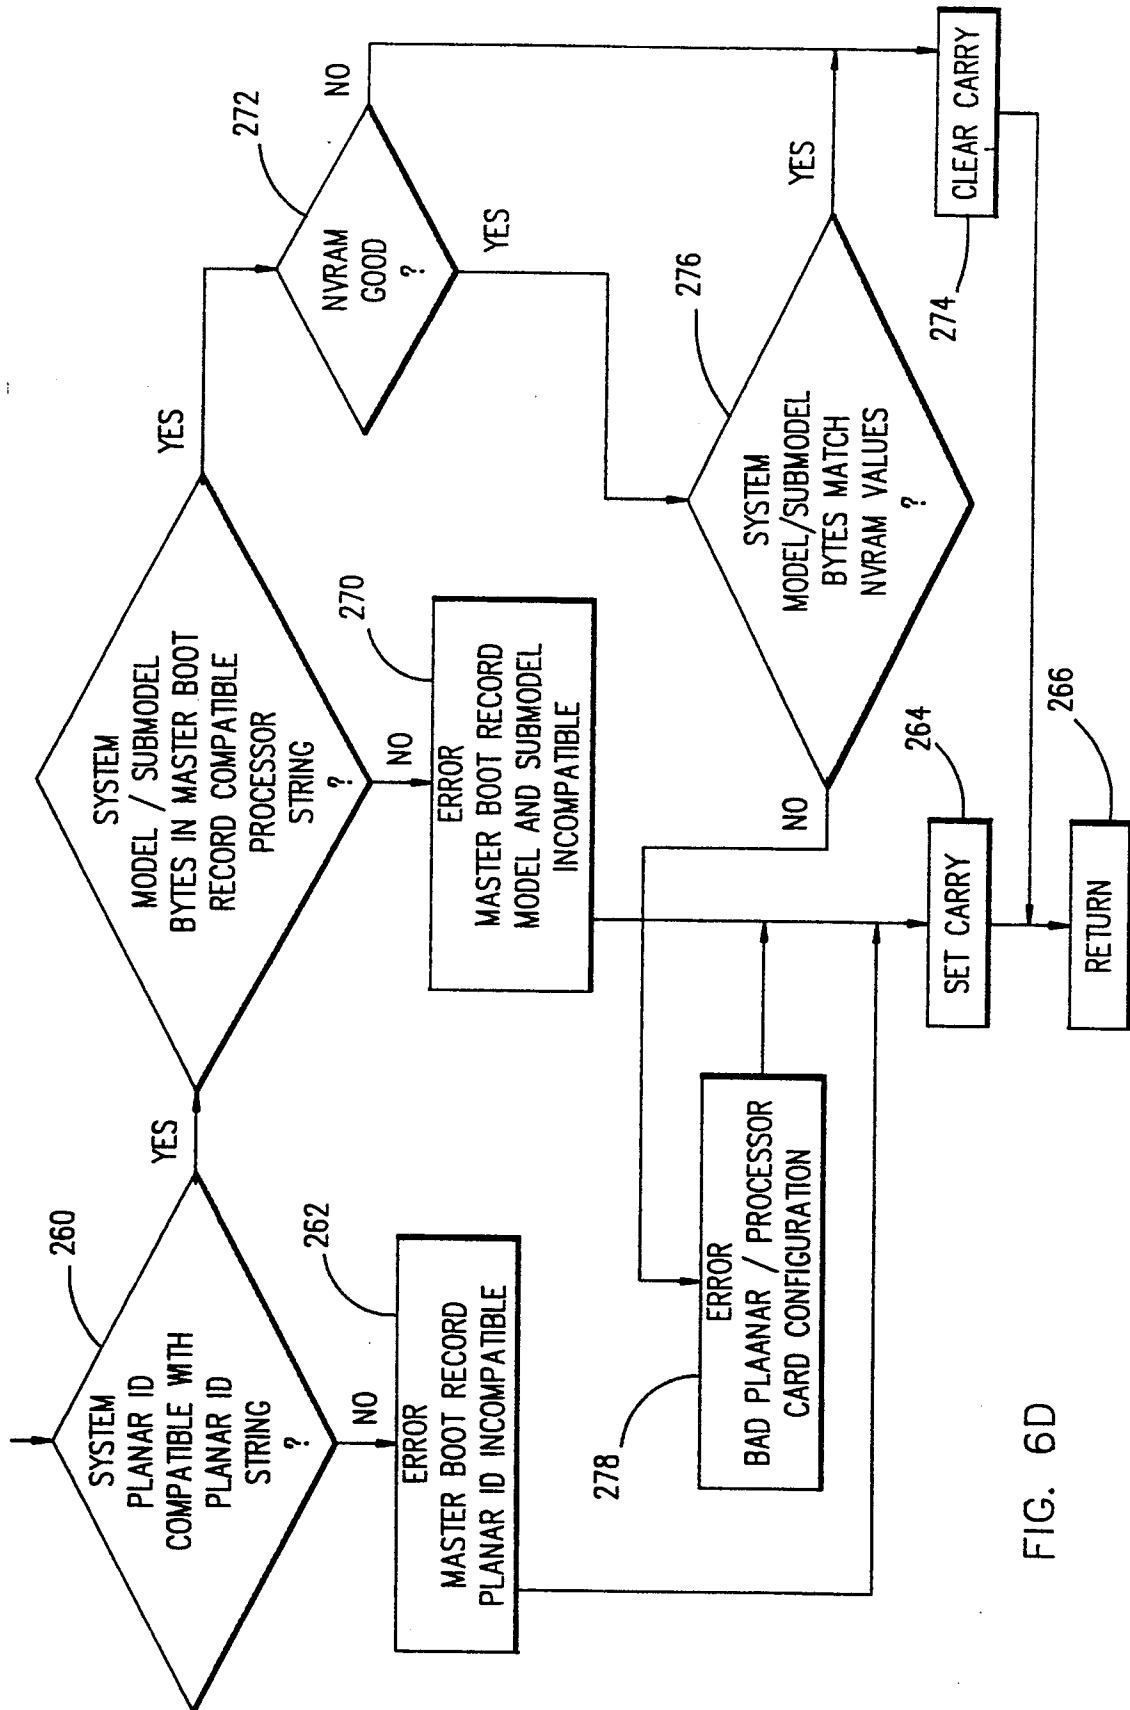 260
SYSTEM
PLANAR ID
COMPATIBLE WITH
PLANAR ID
STRING
?
YES
NO
262
ERROR
MASTER BOOT RECORD
PLANAR ID INCOMPATIBLE
SYSTEM
MODEL / SUBMODEL
BYTES IN MASTER BOOT
RECORD COMPATIBLE
PROCESSOR
STRING
?
YES
NO
270
ERROR
MASTER BOOT RECORD
MODEL AND SUBMODEL
INCOMPATIBLE
272
NVRAM
GOOD
?
NO
YES
276
SYSTEM
MODEL/SUBMODEL
BYTES MATCH
NVRAM VALUES
?
YES
NO
278
ERROR
BAD PLAANAR / PROCESSOR
CARD CONFIGURATION
274
CLEAR CARRY
264
SET CARRY
266
RETURN
FIG. 6D